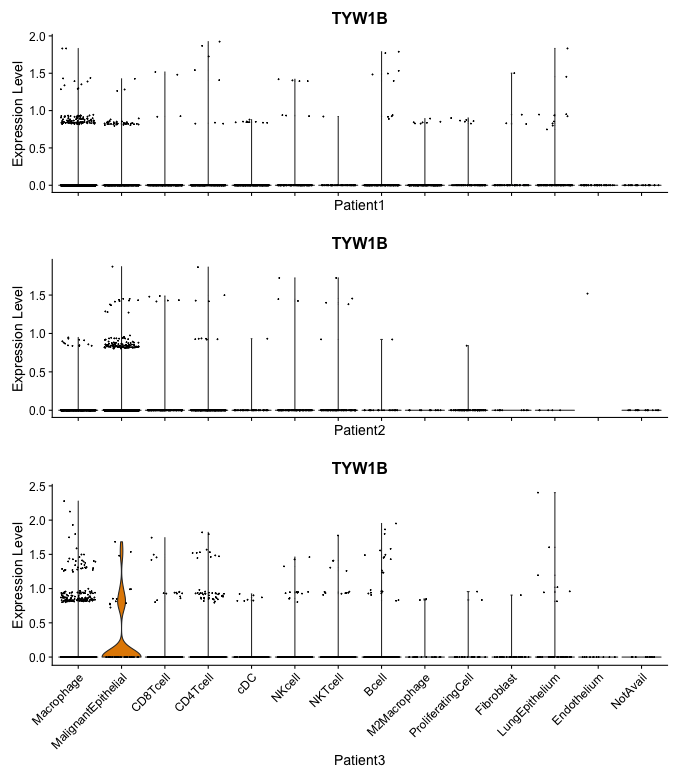 TYW1B
Expression Level
2.0
1.5
1.0
0.5
0.0
Patient1
TYW1B
Expression Level
1.5
1.0
0.5
0.0
Patient2
TYW1B
Expression Level
2.5
2.0
1.5
1.0
0.5
0.0
Macrophage
MalignantEpithelial
CD8Tcell
CD4Tcell
cDC
NKcell
NKTcell
Bcell
M2Macrophage
ProliferatingCell
Fibroblast
LungEpithelium
Endothelium
NotAvail
Patient3